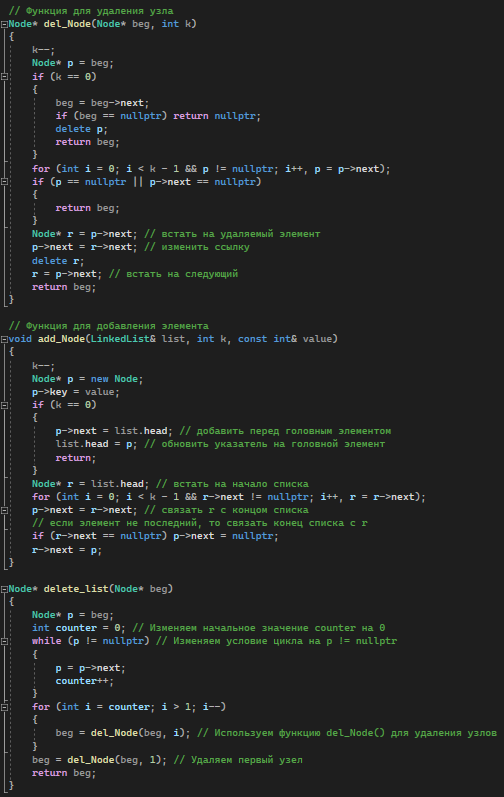 // Функция для удаления узла
Node* del_Node(Node* beg, int k)
{
k--;
Node* p = beg;
if (k == 0)
{
beg = beg->next;
if (beg == nullptr) return nullptr;
delete p;
return beg;
}
for (int i = 0; i < k - 1 && p != nullptr; i++, p = p->next);
if (p == nullptr || p->next == nullptr)
{
return beg;
}
Node* r = p->next; // встать на удаляемый элемент
p->next = r->next; // изменить ссылку
delete r;
r = p->next; // встать на следующий
return beg;
}
// Функция для добавления элемента
void add_Node(LinkedList& list, int k, const int& value)
{
k--;
Node* p = new Node;
p->key = value;
if (k == 0)
{
p->next = list.head; // добавить перед головным элементом
list.head = p; // обновить указатель на головной элемент
return;
}
Node* r = list.head; // встать на начало списка
for (int i = 0; i < k - 1 && r->next != nullptr; i++, r = r->next);
p->next = r->next; // связать r с концом списка
// если элемент не последний, то связать конец списка с r
if (r->next == nullptr) p->next = nullptr;
r->next = p;
}
Node* delete_list(Node* beg)
{
Node* p = beg;
int counter = 0; // Изменяем начальное значение counter на 0
while (p != nullptr) // Изменяем условие цикла на p != nullptr
{
p = p->next;
counter++;
}
for (int i = counter; i > 1; i--)
{
beg = del_Node(beg, i); // Используем функцию del_Node() для удаления узлов
}
beg = del_Node(beg, 1); // Удаляем первый узел
return beg;
}